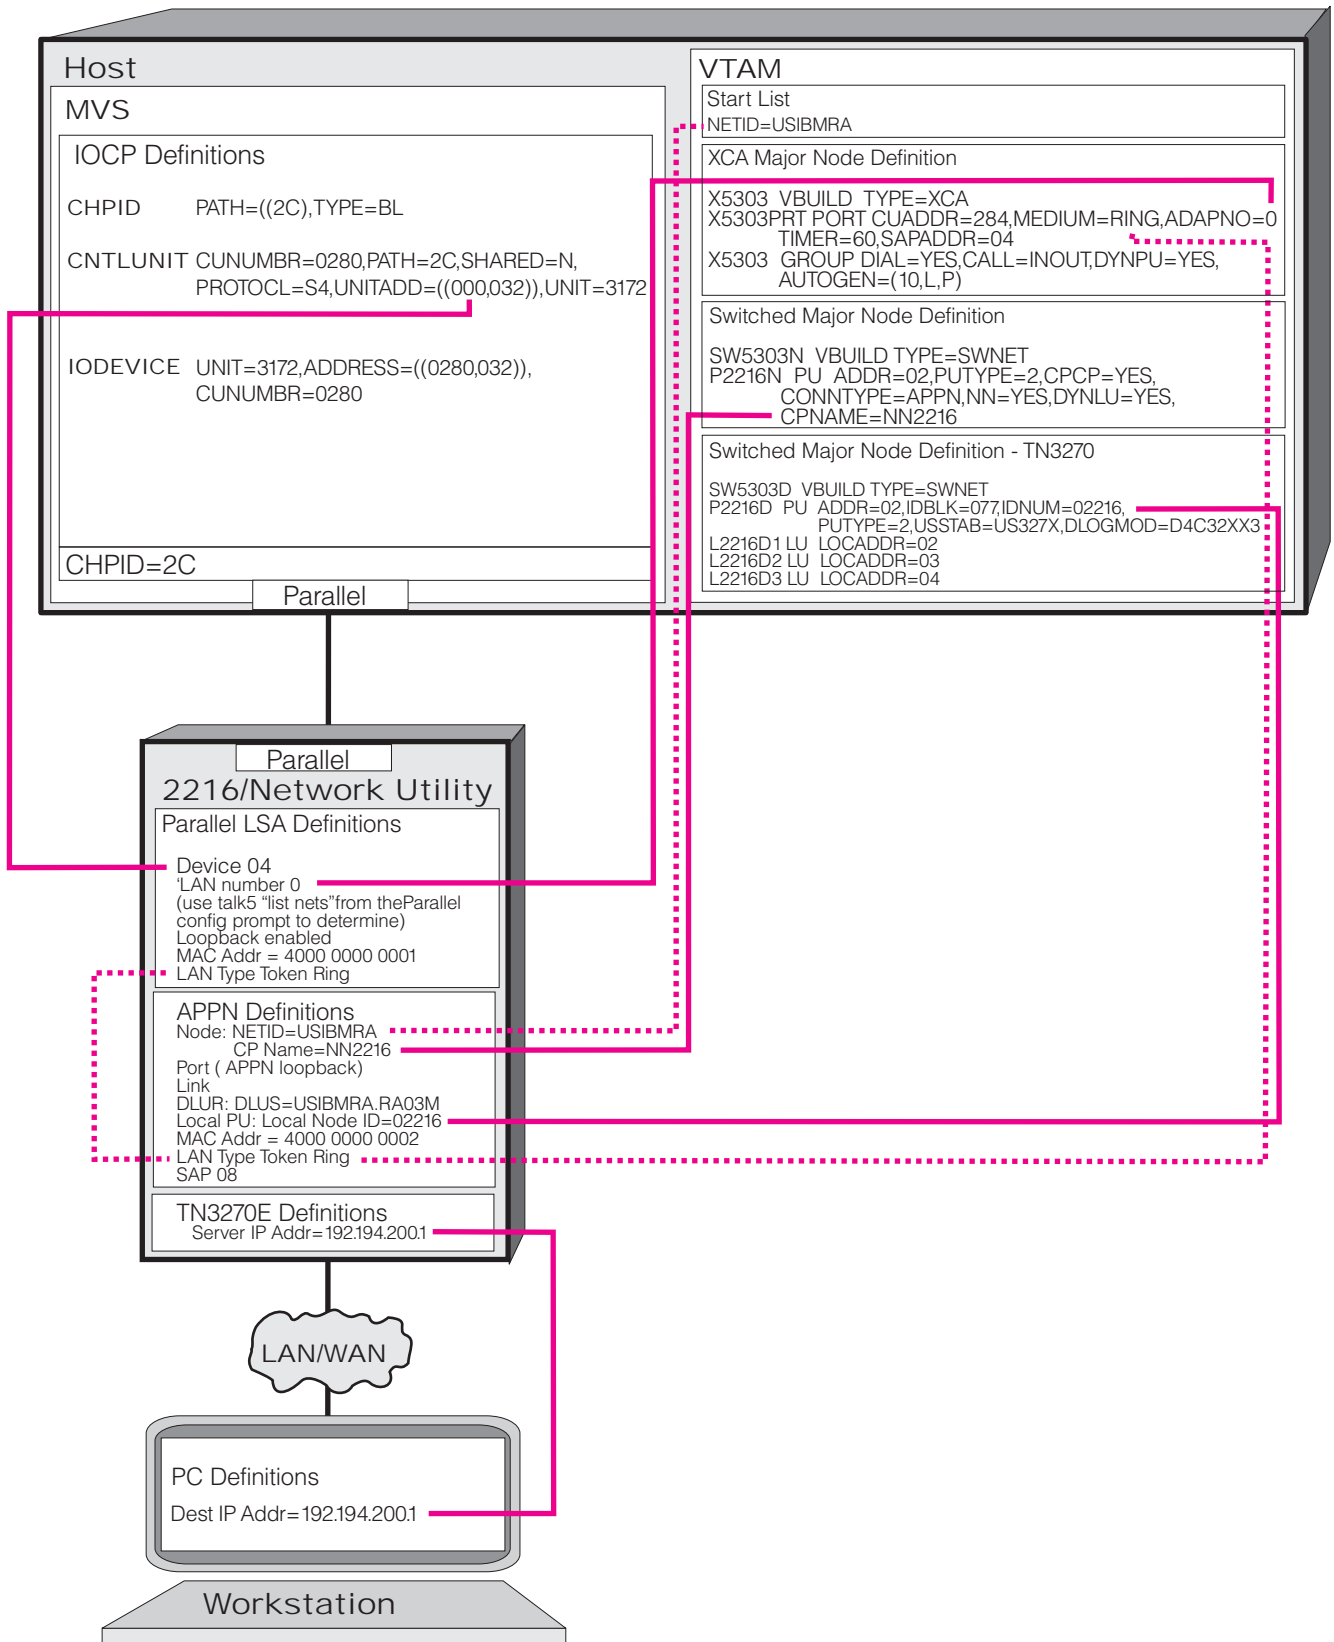 Host
MVS
IOCP Definitions
CHPID PATH=((2C),TYPE=BL
CNTLUNIT CUNUMBR=0280,PATH=2C,SHARED=N,
PROTOCL=S4,UNITADD=((000,032)),UNIT=3172
IODEVICE UNIT=3172,ADDRESS=((0280,032)),
CUNUMBR=0280
CHPID=2C
Parallel
VTAM
Start List
NETID=USIBMRA
XCA Major Node Definition
X5303 VBUILD TYPE=XCA
X5303PRT PORT CUADDR=284,MEDIUM=RING,ADAPNO=0
TIMER=60,SAPADDR=04
X5303 GROUP DIAL=YES,CALL=INOUT,DYNPU=YES,
AUTOGEN=(10,L,P)
Switched Major Node Definition
SW5303N VBUILD TYPE=SWNET
P2216N PU ADDR=02,PUTYPE=2,CPCP=YES,
CONNTYPE=APPN,NN=YES,DYNLU=YES,
CPNAME=NN2216
Switched Major Node Definition - TN3270
SW5303D VBUILD TYPE=SWNET
P2216D PU ADDR=02,IDBLK=077,IDNUM=02216,
PUTYPE=2,USSTAB=US327X,DLOGMOD=D4C32XX3
L2216D1 LU LOCADDR=02
L2216D2 LU LOCADDR=03
L2216D3 LU LOCADDR=04
Parallel
2216/Network Utility
Parallel LSA Definitions
Device 04
'LAN number 0
(use talk5 “list nets”from theParallel
config prompt to determine)
Loopback enabled
MAC Addr = 4000 0000 0001
LAN Type Token Ring
APPN Definitions
Node: NETID=USIBMRA
CP Name=NN2216
Port ( APPN loopback)
Link
DLUR: DLUS=USIBMRA.RA03M
Local PU: Local Node ID=02216
MAC Addr = 4000 0000 0002
LAN Type Token Ring
SAP 08
TN3270E Definitions
Server IP Addr=192.194.200.1
LAN/WAN
PC Definitions
Dest IP Addr=192.194.200.1
Workstation